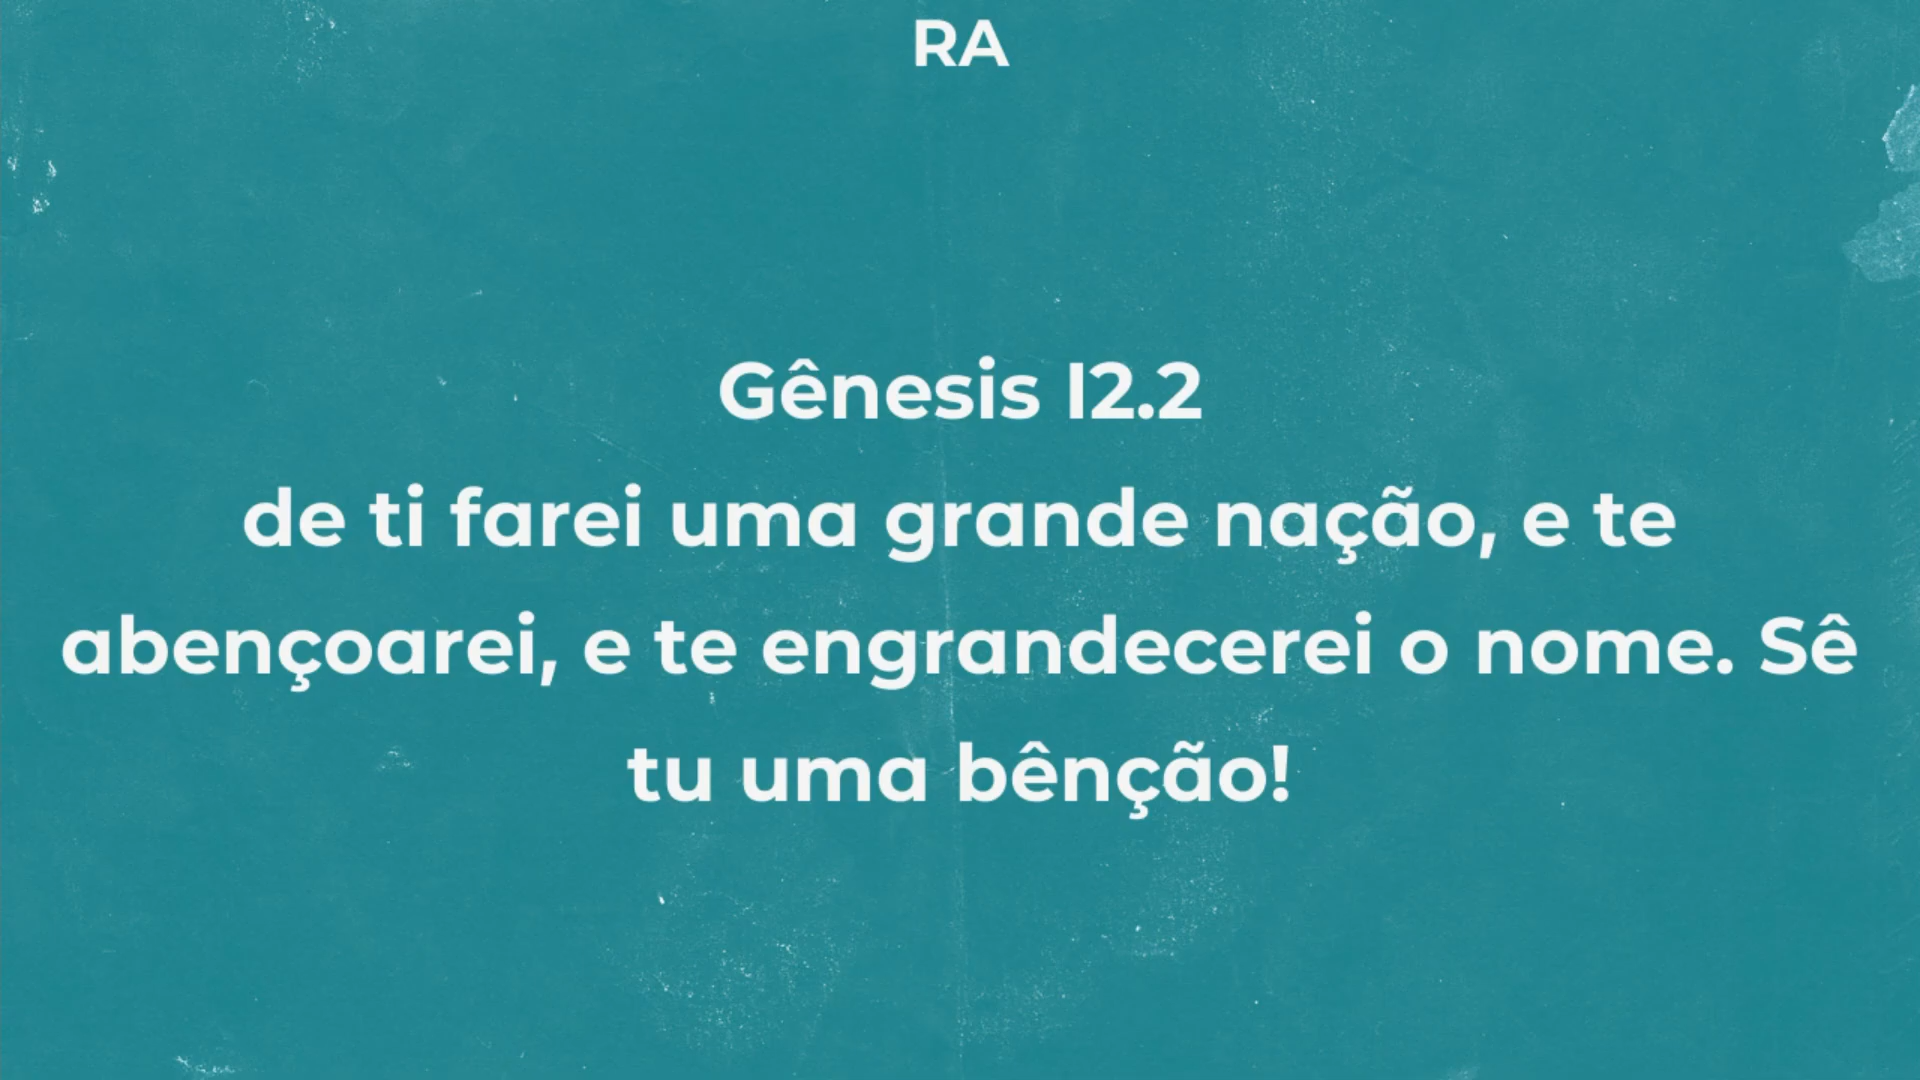 RA
Gênesis 12.2
de ti farei uma grande nação, e te
abençoarei, e te engrandecerei o nome. Sê
tu uma bênção!